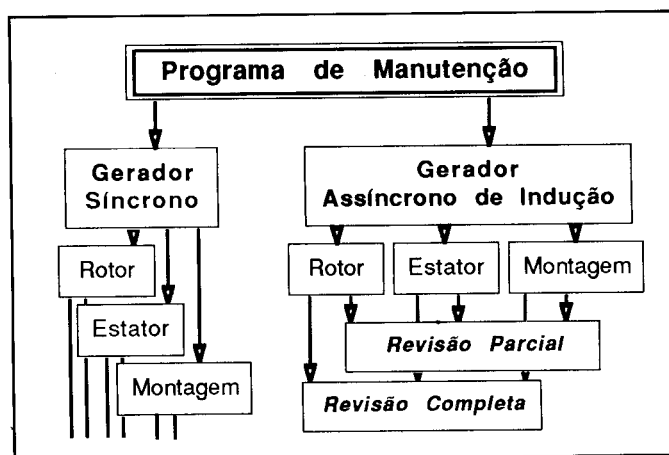 Programa de Manutenção
Gerador
Síncrono
Rotor
Estator
Montagem
Gerador
Assíncrono de Indução
Rotor
Estator
Montagem
Revisão Parcial
Revisão Completa